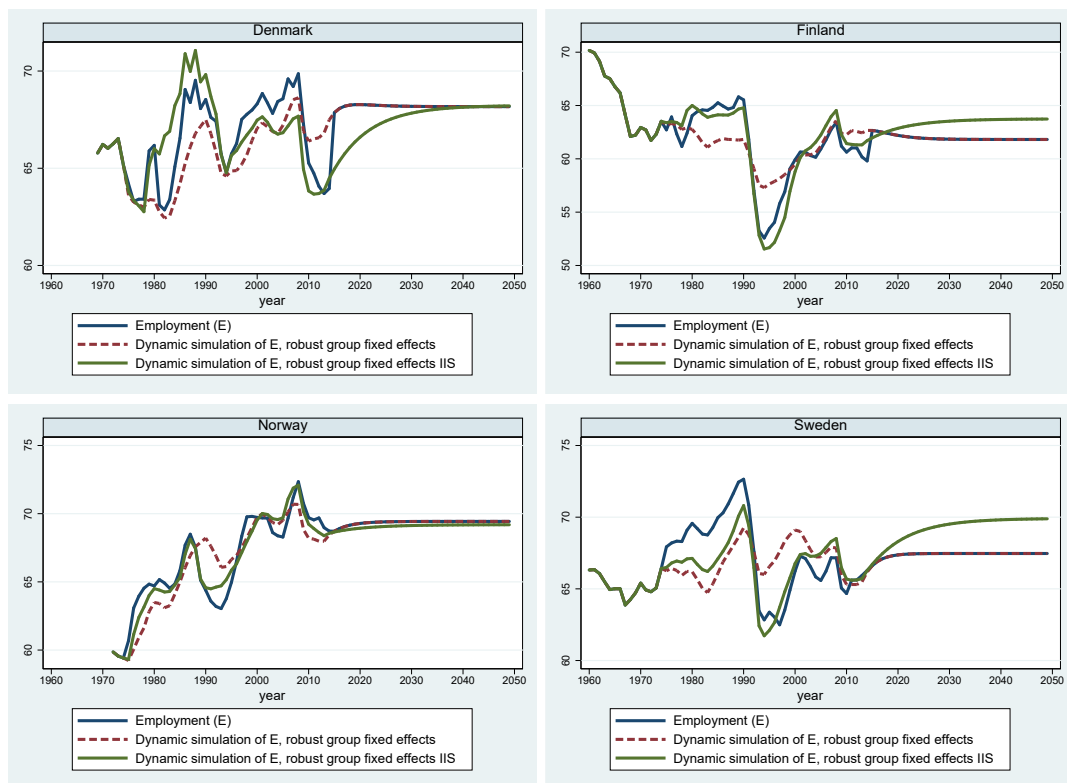 Denmark
70
65
60
1960 1970 1980 1990 2000 2010 2020 2030 2040 2050
year
Employment (E)
Dynamic simulation of E, robust group fixed effects
Dynamic simulation of E, robust group fixed effects IIS
Finland
70
65
60
55
50
1960 1970 1980 1990 2000 2010 2020 2030 2040 2050
year
Employment (E)
Dynamic simulation of E, robust group fixed effects
Dynamic simulation of E, robust group fixed effects IIS
Norway
75
70
65
60
1960 1970 1980 1990 2000 2010 2020 2030 2040 2050
year
Employment (E)
Dynamic simulation of E, robust group fixed effects
Dynamic simulation of E, robust group fixed effects IIS
Sweden
75
70
65
60
1960 1970 1980 1990 2000 2010 2020 2030 2040 2050
year
Employment (E)
Dynamic simulation of E, robust group fixed effects
Dynamic simulation of E, robust group fixed effects IIS